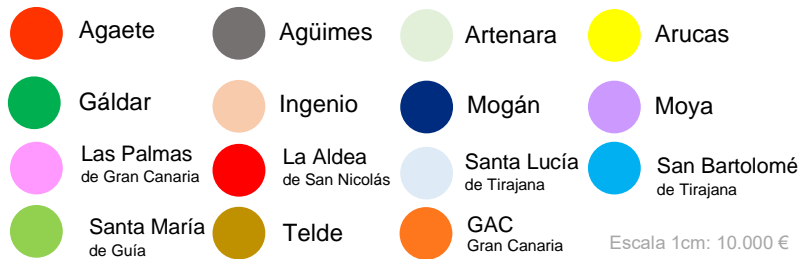 Agaete
Agüimes
Artenara
Arucas
Gáldar
Ingenio
Mogán
Moya
Las Palmas
de Gran Canaria
La Aldea
de San Nicolás
Santa Lucía
de Tirajana
San Bartolomé
de Tirajana
Santa María
de Guía
Telde
GAC
Gran Canaria
Escala 1cm: 10.000 €